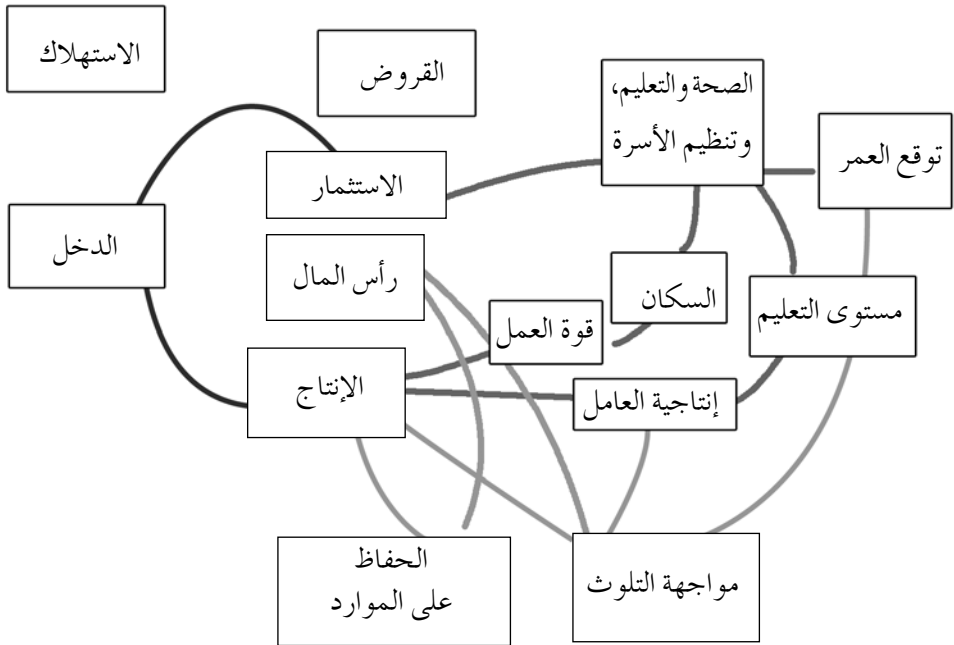 الاستهلاك
القروض
الصحة والتعليم،
وتنظيم الأسرة
توقع العمر
الاستثمار
الدخل
رأس المال
السكان
مستوى التعليم
قوة العمل
الإنتاج
إنتاجية العامل
الحفاظ
على الموارد
مواجهة التلوث